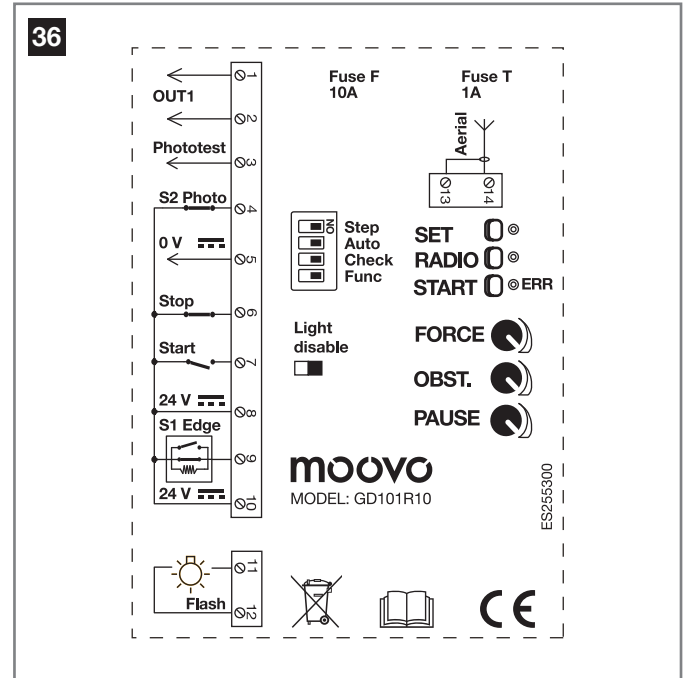 36
OUT1
Phototest
S2 Photo
0 V
Stop
Start
24 V
S1 Edge
24 V
Flash
1
2
3
4
5
6
7
8
9
10
11
12
Fuse F
10A
Fuse T
1A
Aerial
13
14
ON
Step
Auto
Check
Func
SET
RADIO
START ERR
Light
disable
FORCE
OBST.
PAUSE
moovo
MODEL: GD101R10
ES255300
CE